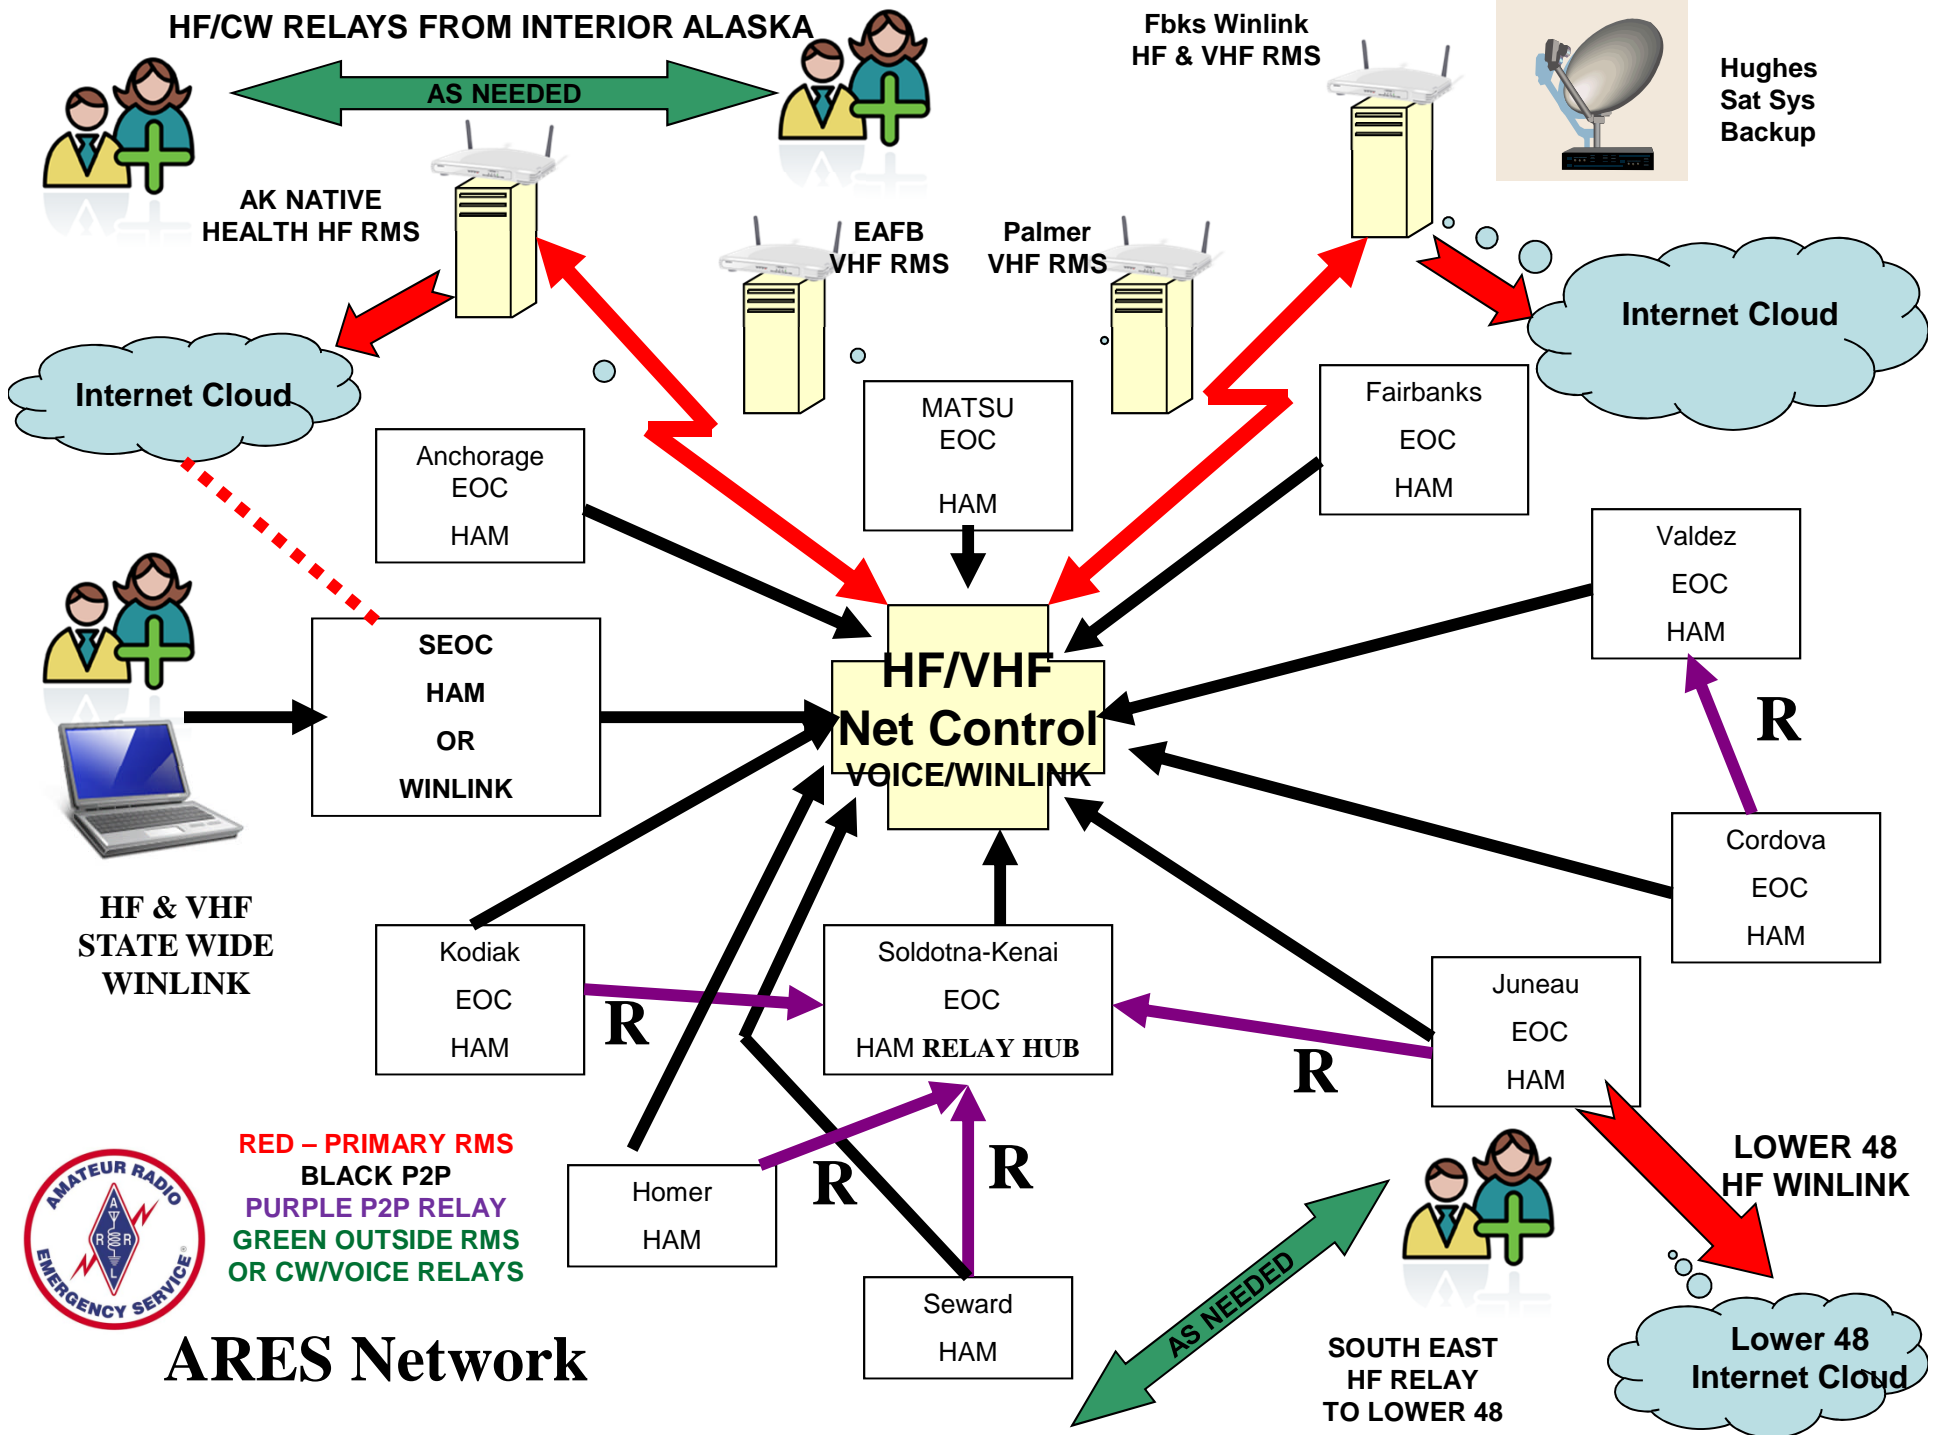 HF/CW RELAYS FROM INTERIOR ALASKA
AS NEEDED
Fbks Winlink
HF & VHF RMS
Hughes
Sat Sys
Backup
AK NATIVE
HEALTH HF RMS
EAFB
VHF RMS
Palmer
VHF RMS
Internet Cloud
Internet Cloud
Anchorage
EOC
HAM
MATSU
EOC
HAM
Fairbanks
EOC
HAM
Valdez
EOC
HAM
SEOC
HAM
OR
WINLINK
HF/VHF
Net Control
VOICE/WINLINK
R
Cordova
EOC
HAM
HF & VHF
STATE WIDE
WINLINK
Kodiak
EOC
HAM
R
Soldotna-Kenai
EOC
HAM RELAY HUB
R
Juneau
EOC
HAM
LOWER 48
HF WINLINK
RED – PRIMARY RMS
BLACK P2P
PURPLE P2P RELAY
GREEN OUTSIDE RMS
OR CW/VOICE RELAYS
AMATEUR RADIO
EMERGENCY SERVICE
®
A
R R
L
Homer
HAM
R
R
Seward
HAM
AS NEEDED
SOUTH EAST
HF RELAY
TO LOWER 48
Lower 48
Internet Cloud
ARES Network